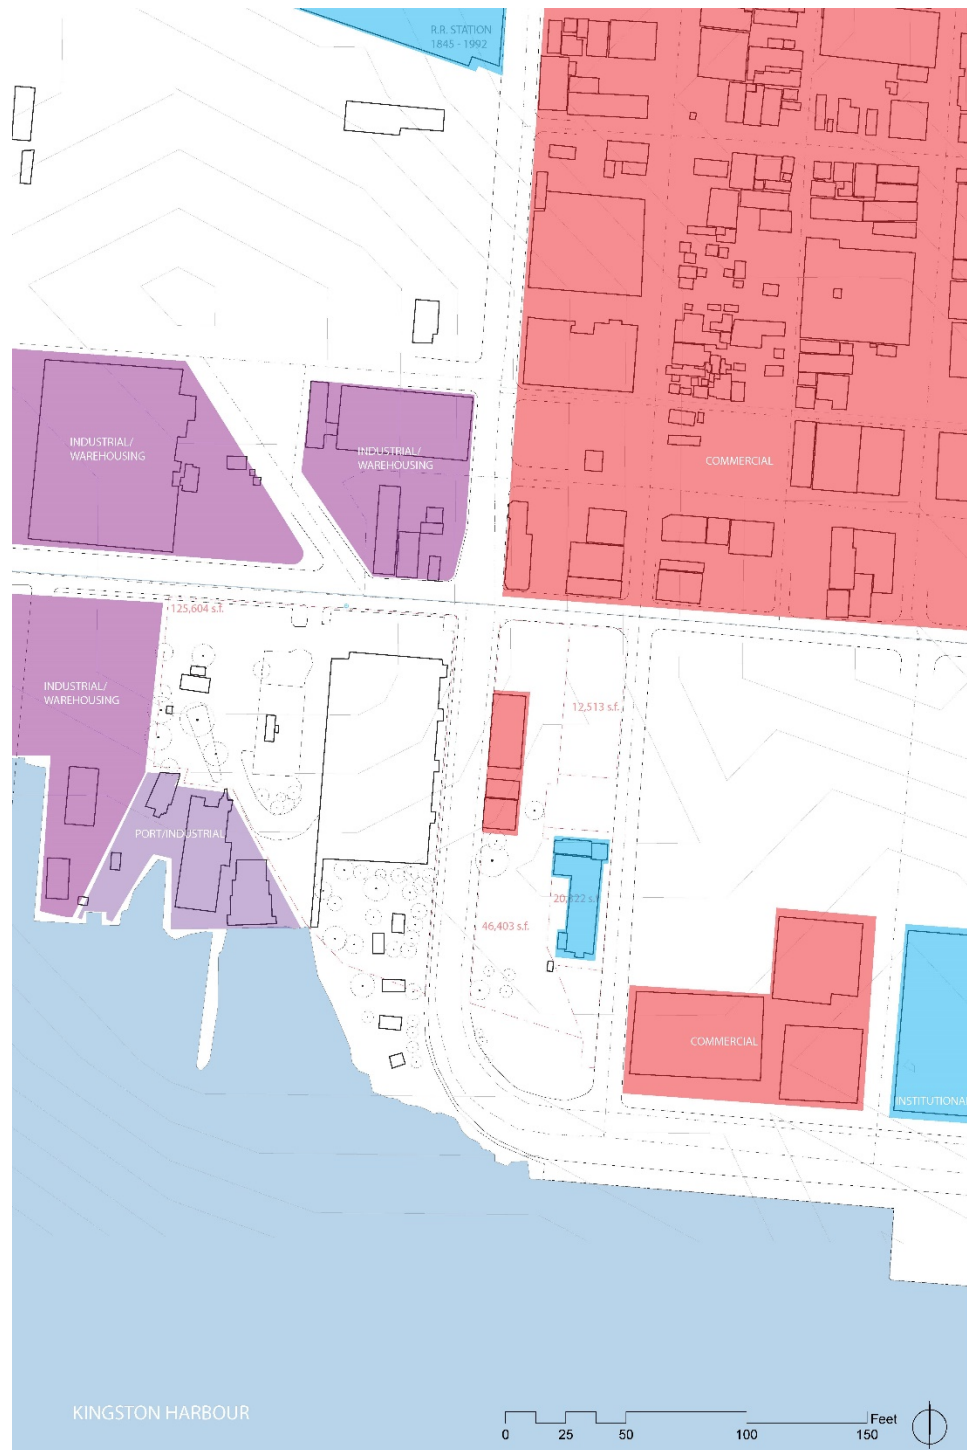 R.R. STATION
1845 - 1992
INDUSTRIAL/
WAREHOUSING
INDUSTRIAL/
WAREHOUSING
COMMERCIAL
125,604 s.f.
INDUSTRIAL/
WAREHOUSING
12,513 s.f.
PORT/INDUSTRIAL
46,403 s.f.
COMMERCIAL
INSTITUTIONAL
KINGSTON HARBOUR
Feet
0 25 50 100 150